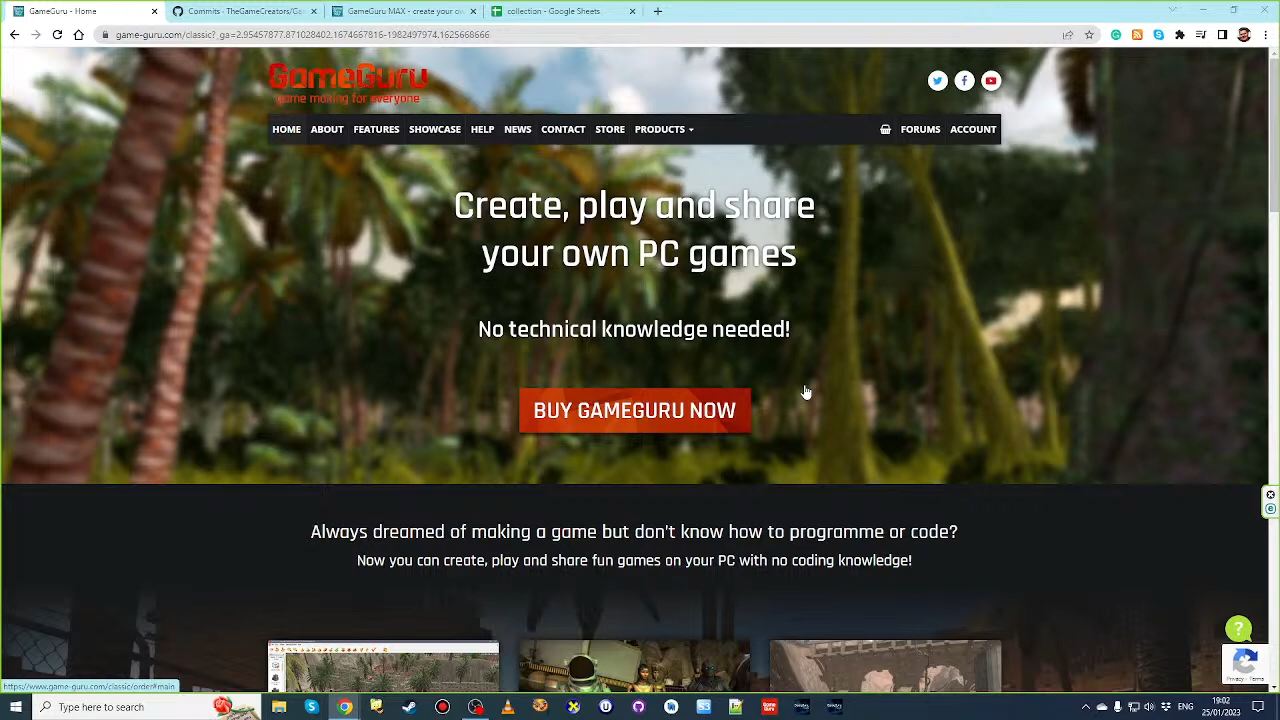 GameGuru - Home
Commits - TheGameCreators/Ga
GameGuru MAX - create your ow
collection - Google Sheets
game-guru.com/classic?_ga=2.95457877.871028402.1674667816-1982497974.1625668666
GameGuru
game making for everyone
HOME ABOUT FEATURES SHOWCASE HELP NEWS CONTACT STORE PRODUCTS FORUMS ACCOUNT
Create, play and share
your own PC games
No technical knowledge needed!
BUY GAMEGURU NOW
Always dreamed of making a game but don't know how to programme or code?
Now you can create, play and share fun games on your PC with no coding knowledge!
Privacy - Terms
https://www.game-guru.com/classic/order#main
Type here to search
ENG
19:02
25/01/2023